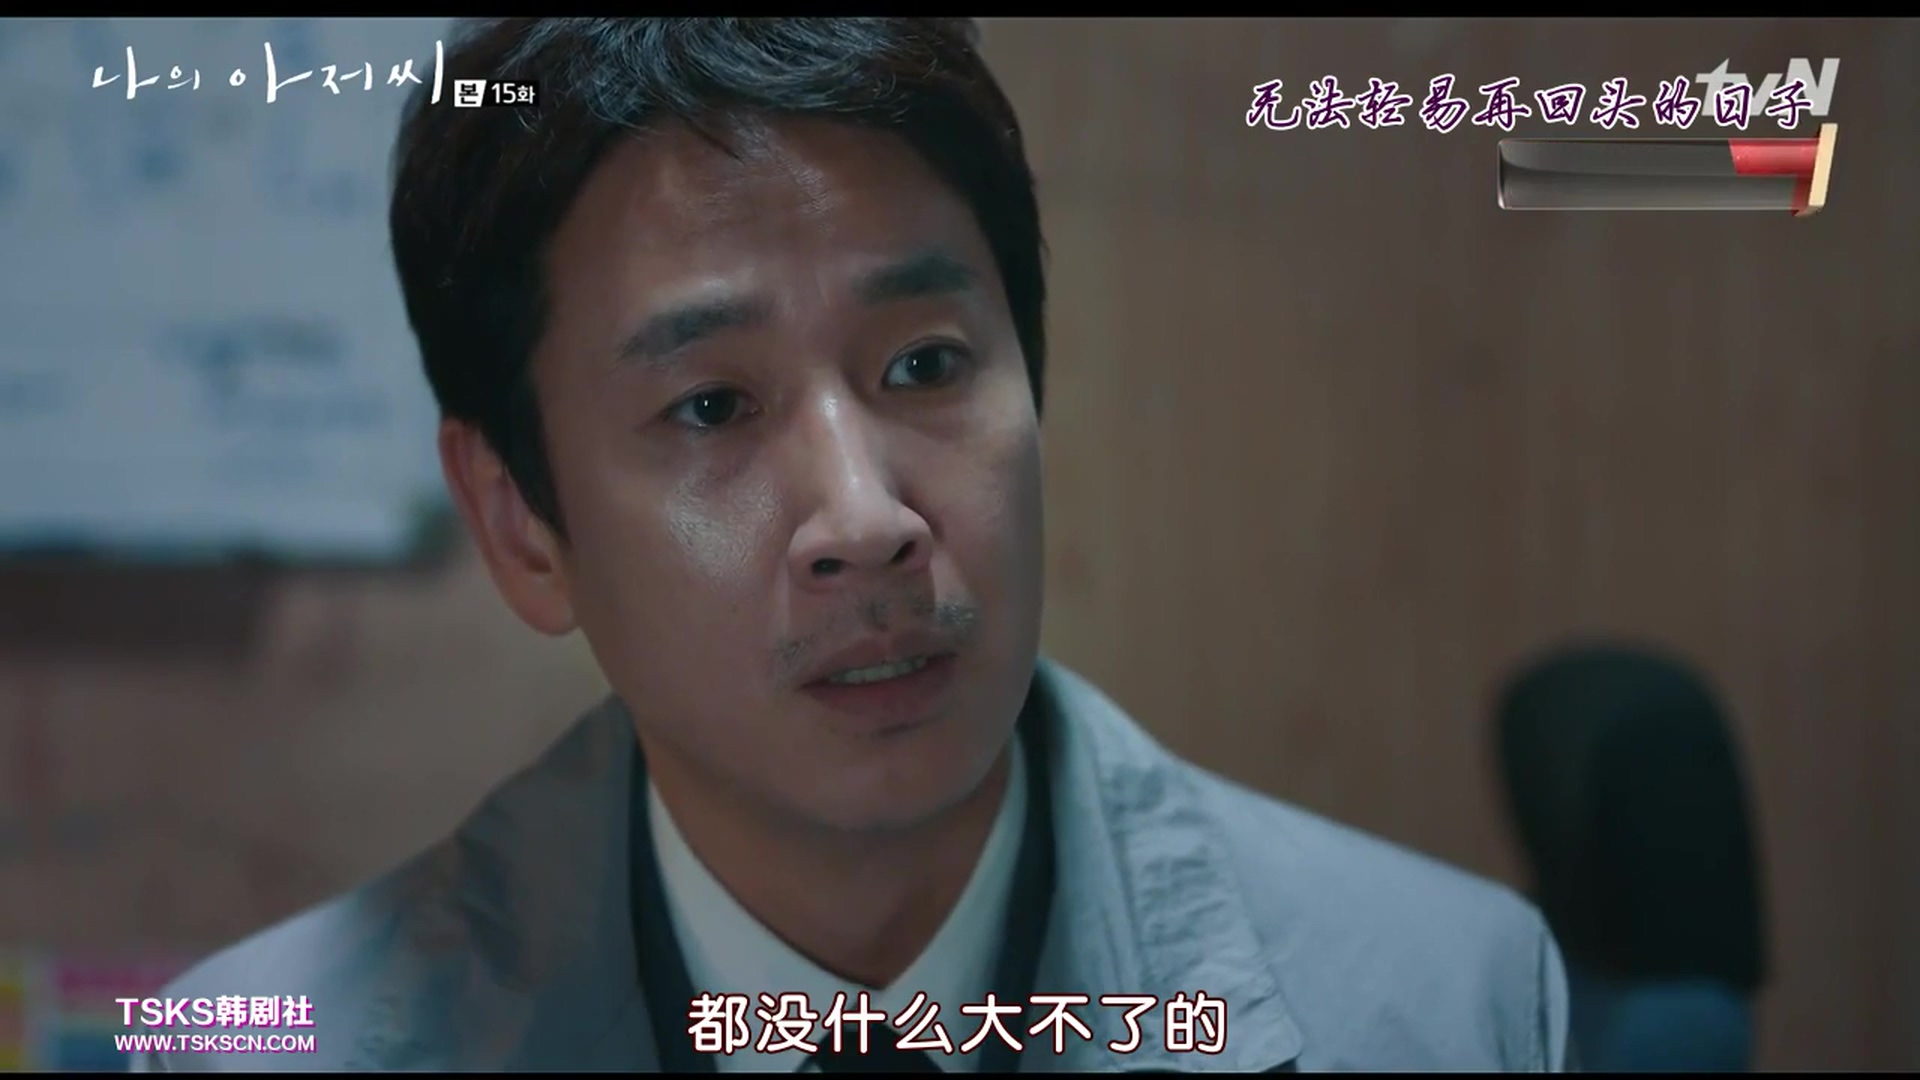 나의 아저씨 본 15화
tvN
无法轻易再回头的日子
都没什么大不了的
TSKS韩剧社
WWW.TSKSCN.COM